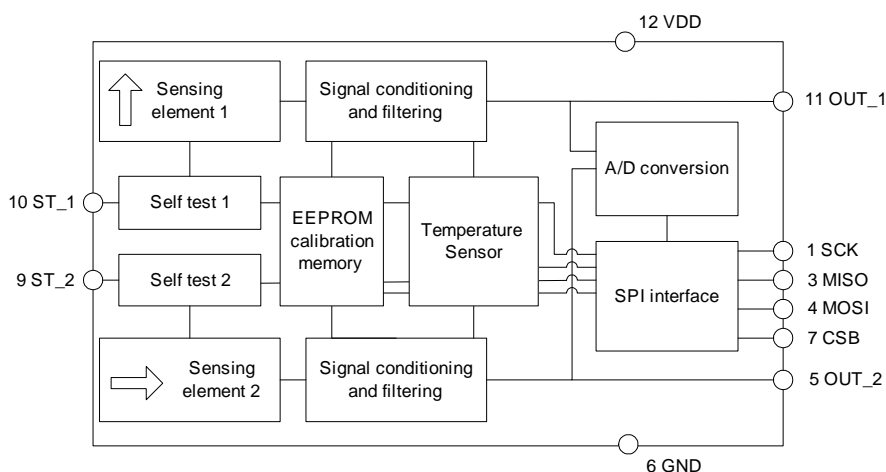 12 VDD
Sensing
element 1
Signal conditioning
and filtering
11 OUT_1
A/D conversion
10 ST_1
Self test 1
EEPROM
calibration
memory
Temperature
Sensor
9 ST_2
Self test 2
SPI interface
1 SCK
3 MISO
4 MOSI
7 CSB
Sensing
element 2
Signal conditioning
and filtering
5 OUT_2
6 GND